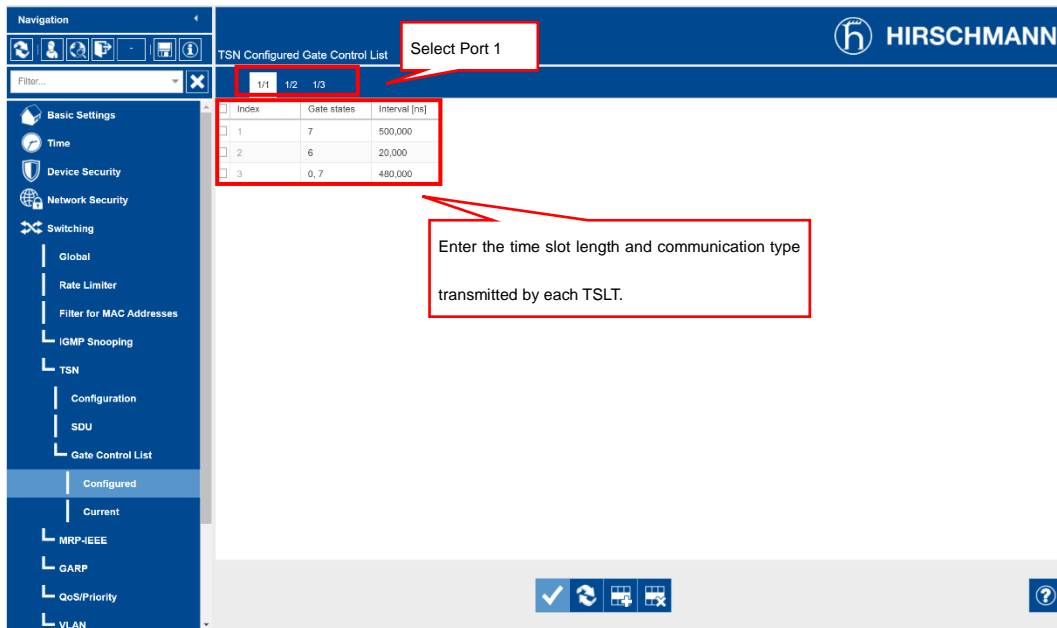 Navigation
Filter...
Basic Settings
Time
Device Security
Network Security
Switching
Global
Rate Limiter
Filter for MAC Addresses
IGMP Snooping
TSN
Configuration
SDU
Gate Control List
Configured
Current
MRP-IEEE
GARP
QoS/Priority
VLAN
TSN Configured Gate Control List
Select Port 1
HIRSCHMANN
1/1 1/2 1/3
Index Gate states Interval [ns]
1 7 500,000
2 6 20,000
3 0, 7 480,000
Enter the time slot length and communication type
transmitted by each TSLT.